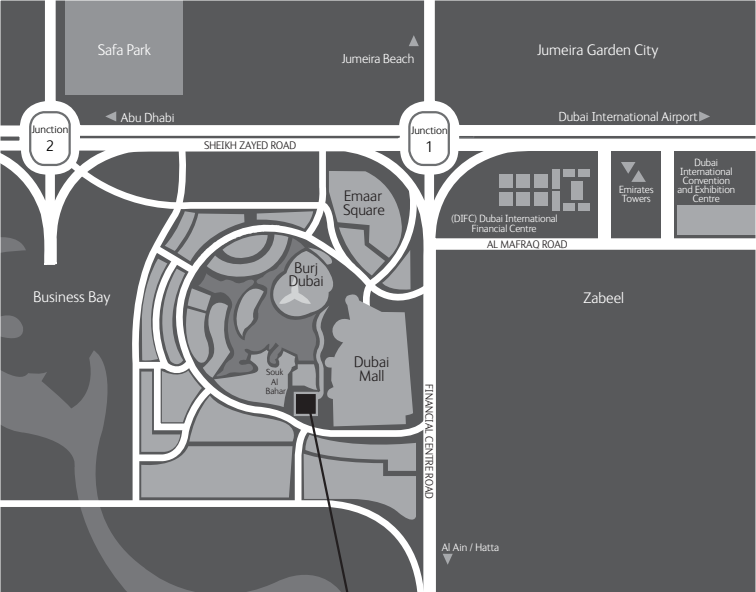 Safa Park
Jumeira Beach
Jumeira Garden City
Abu Dhabi
Dubai International Airport
Junction
2
SHEIKH ZAYED ROAD
Junction
1
Emaar
Square
(DIFC) Dubai International
Financial Centre
Emirates
Towers
Dubai
International
Convention
and Exhibition
Centre
AL MAFRAQ ROAD
Business Bay
Burj
Dubai
Zabeel
Souk
Al
Bahar
Dubai
Mall
FINANCIAL CENTRE ROAD
Al Ain / Hatta